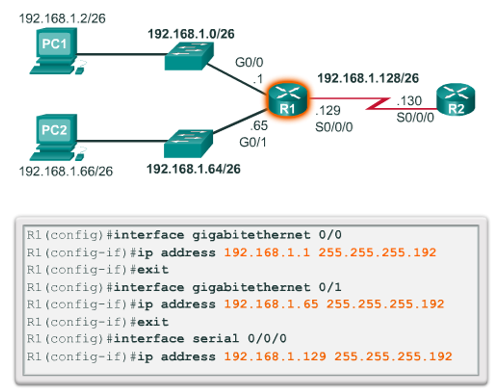 192.168.1.2/26
PC1
192.168.1.0/26
G0/0
.1
192.168.1.128/26
R1
.129
S0/0/0
.130
S0/0/0
R2
PC2
.65
G0/1
192.168.1.66/26
192.168.1.64/26
R1(config)#interface gigabitethernet 0/0
R1(config-if)#ip address 192.168.1.1 255.255.255.192
R1(config-if)#exit
R1(config)#interface gigabitethernet 0/1
R1(config-if)#ip address 192.168.1.65 255.255.255.192
R1(config-if)#exit
R1(config)#interface serial 0/0/0
R1(config-if)#ip address 192.168.1.129 255.255.255.192